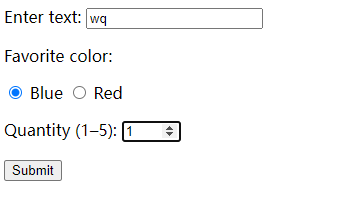 Enter text: wq
Favorite color:
Blue Red
Quantity (1–5): 1
Submit